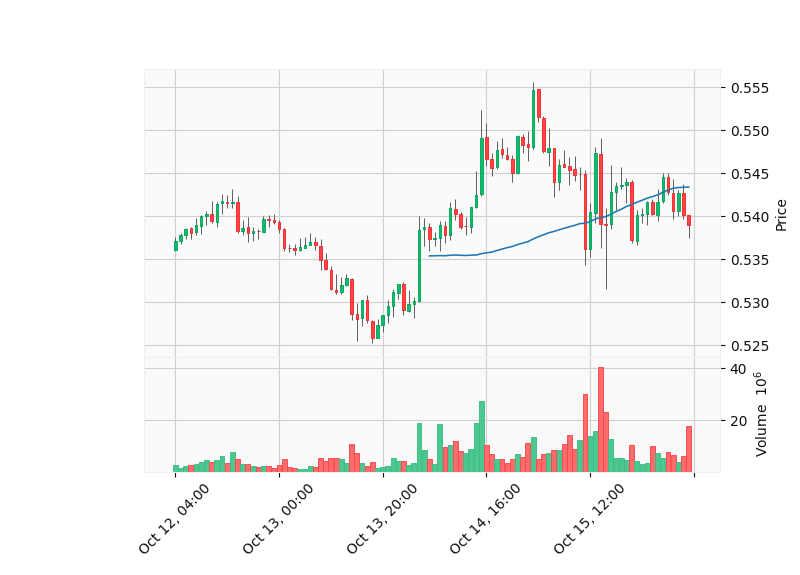 0.555
0.550
0.545
0.540
0.535
0.530
0.525
Price
40
20
Volume 10⁶
Oct 12, 04:00
Oct 13, 00:00
Oct 13, 20:00
Oct 14, 16:00
Oct 15, 12:00